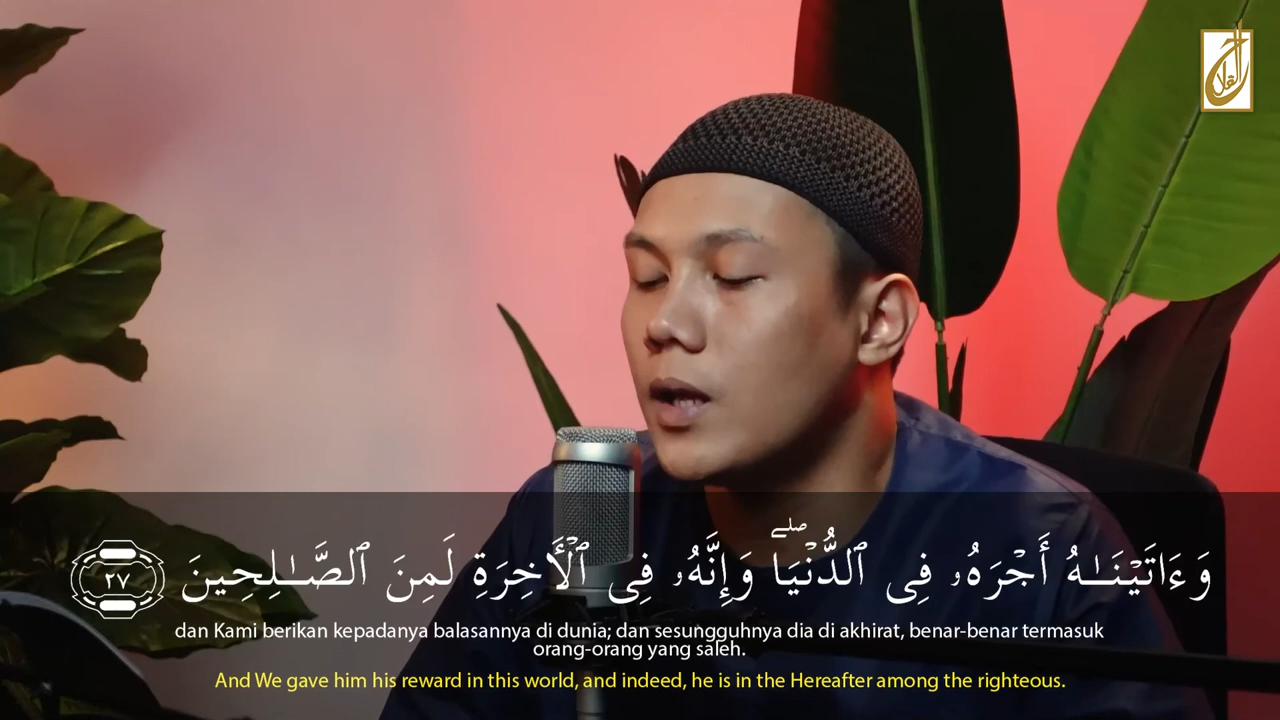 القلاح
وَءَاتَيْنَـٰهُ أَجْرَهُۥ فِى ٱلدُّنْيَا ۖ وَإِنَّهُۥ فِى ٱلْأَخِرَةِ لَمِنَ ٱلصَّـٰلِحِينَ ٢٧
dan Kami berikan kepadanya balasannya di dunia; dan sesungguhnya dia di akhirat, benar-benar termasuk
orang-orang yang saleh.
And We gave him his reward in this world, and indeed, he is in the Hereafter among the righteous.